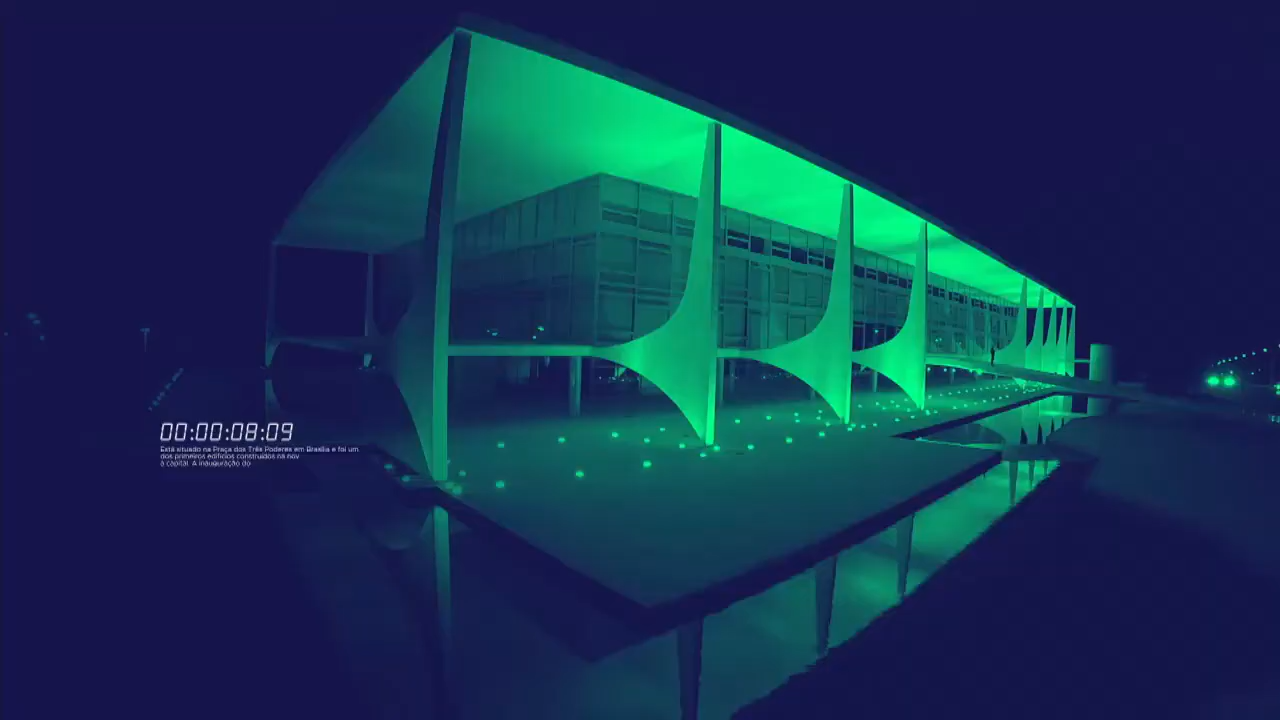 00:00:08:09
Está situado na Praça dos Três Poderes em Brasília e foi um
dos primeiros edifícios construídos na nov
a capital. A inauguração do